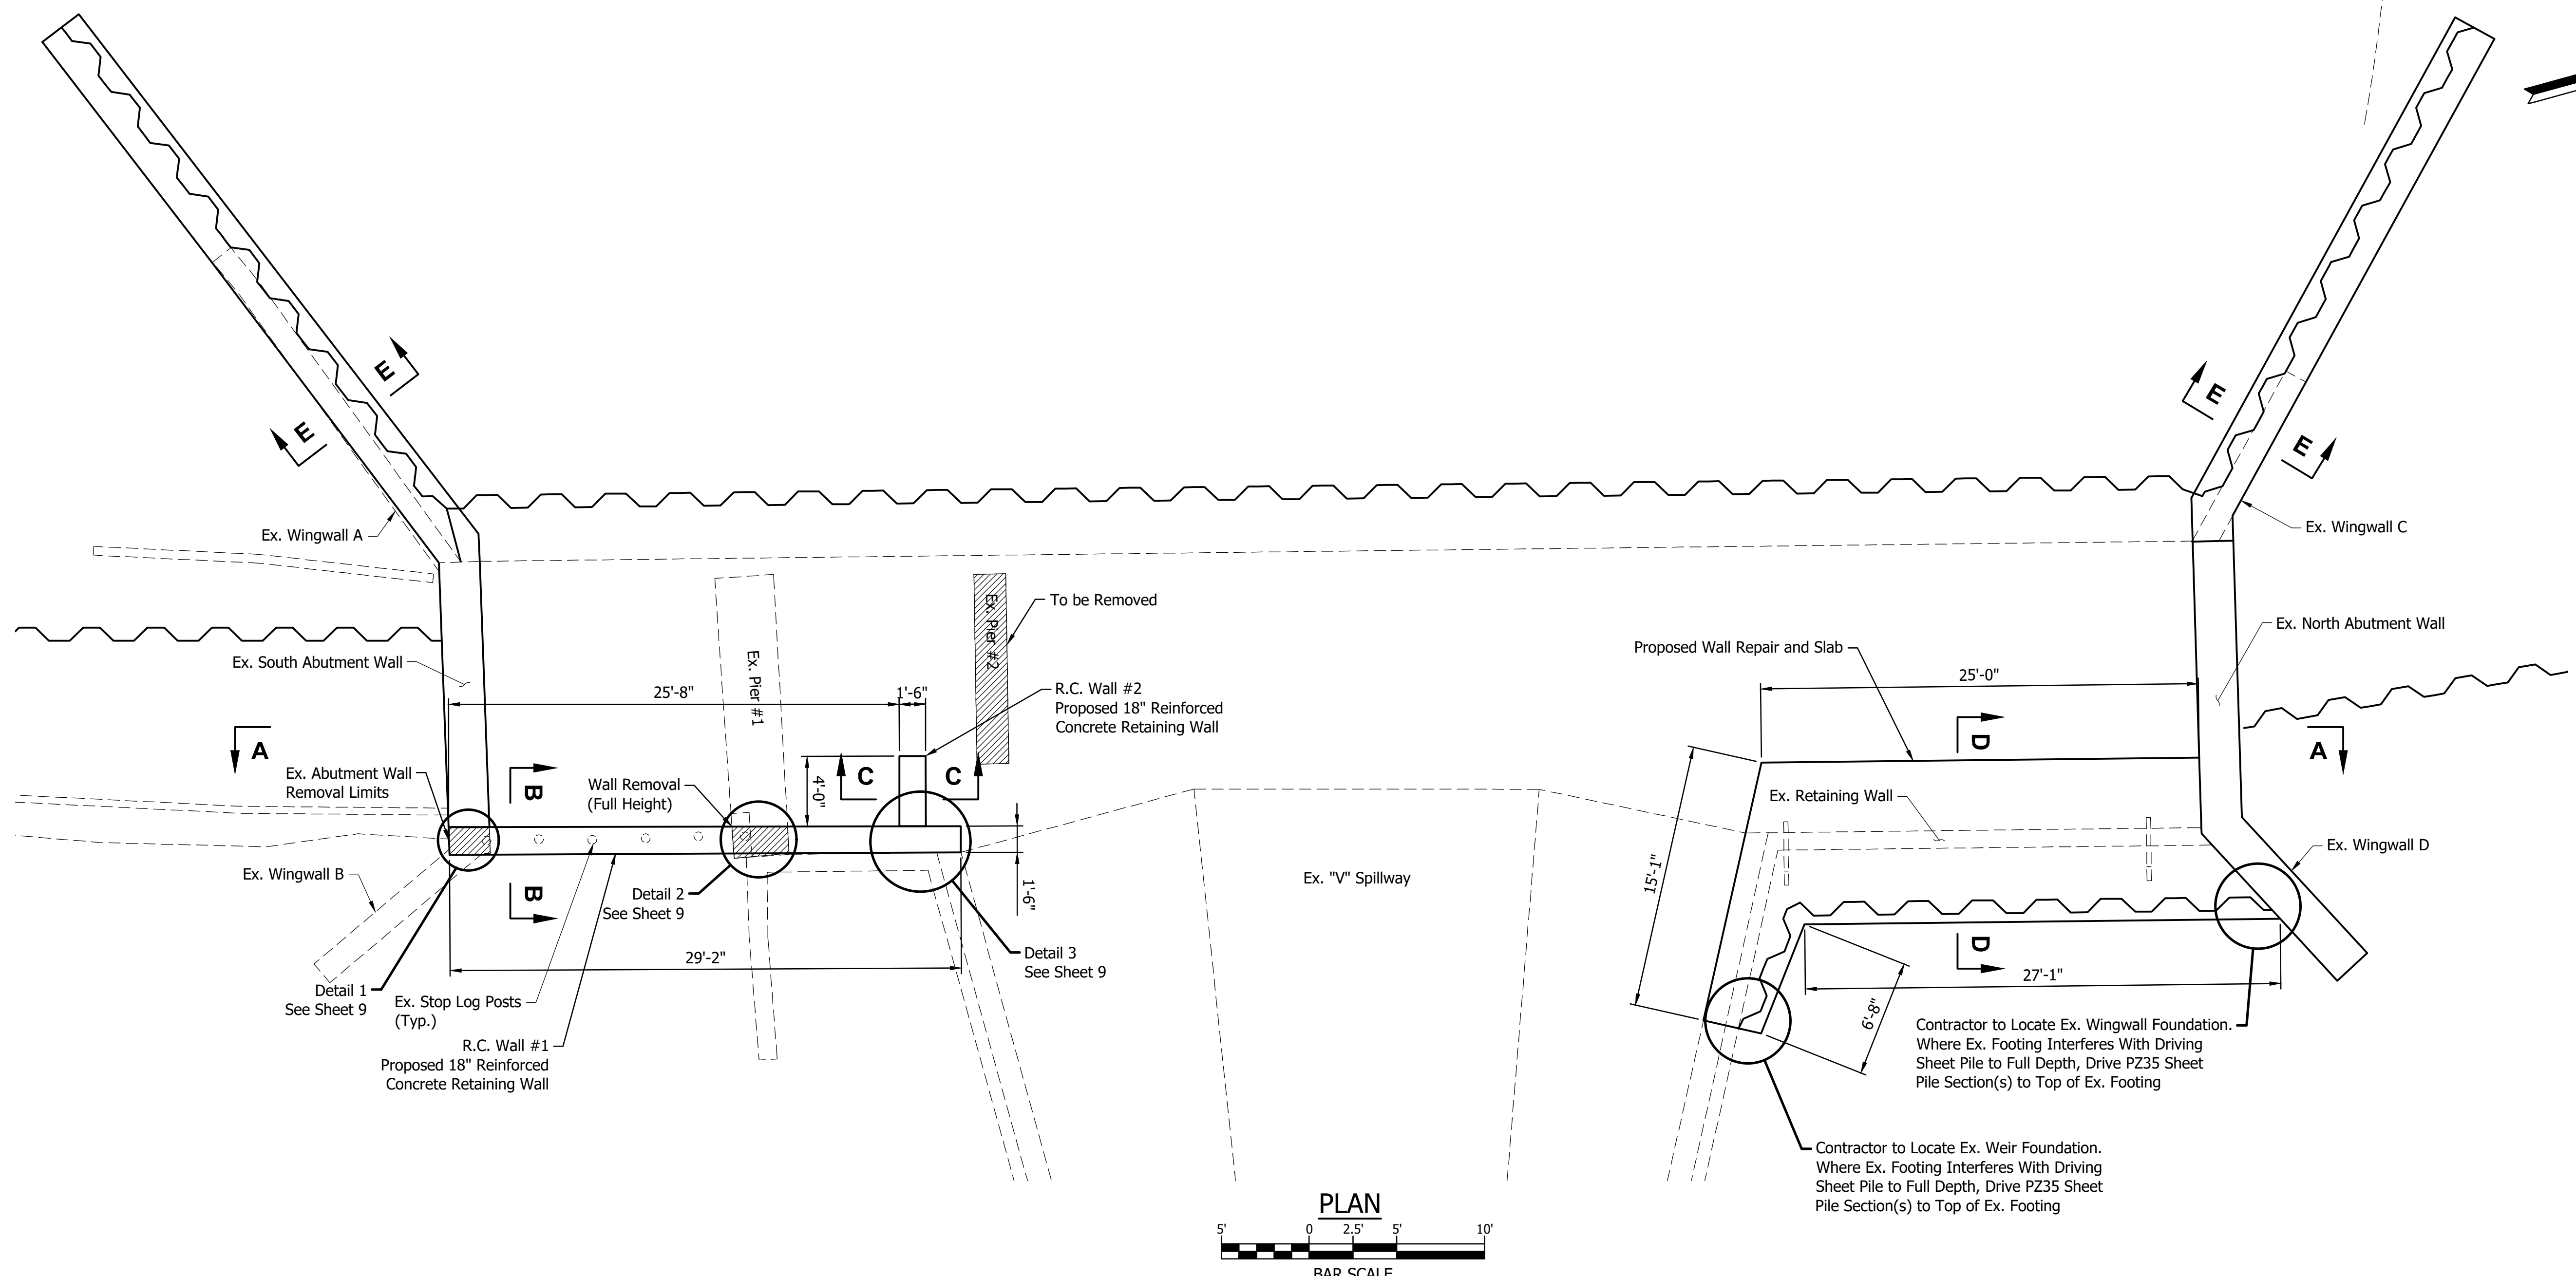 E
E
E
E
Ex. Wingwall A
Ex. Wingwall C
To be Removed
Ex. Pier #2
Ex. Pier #1
Ex. South Abutment Wall
Ex. North Abutment Wall
Proposed Wall Repair and Slab
25'-8"
1'-6"
25'-0"
R.C. Wall #2
Proposed 18" Reinforced
Concrete Retaining Wall
A
A
D
Ex. Abutment Wall
Removal Limits
B
Wall Removal
(Full Height)
4'-0"
C
C
Ex. Retaining Wall
Ex. Wingwall B
B
Detail 2
See Sheet 9
1'-6"
Ex. "V" Spillway
15'-1"
Ex. Wingwall D
29'-2"
Detail 3
See Sheet 9
D
27'-1"
6'-8"
Detail 1
See Sheet 9
Ex. Stop Log Posts
(Typ.)
R.C. Wall #1
Proposed 18" Reinforced
Concrete Retaining Wall
Contractor to Locate Ex. Wingwall Foundation.
Where Ex. Footing Interferes With Driving
Sheet Pile to Full Depth, Drive PZ35 Sheet
Pile Section(s) to Top of Ex. Footing
Contractor to Locate Ex. Weir Foundation.
Where Ex. Footing Interferes With Driving
Sheet Pile to Full Depth, Drive PZ35 Sheet
Pile Section(s) to Top of Ex. Footing
PLAN
5' 0 2.5' 5' 10'
BAR SCALE